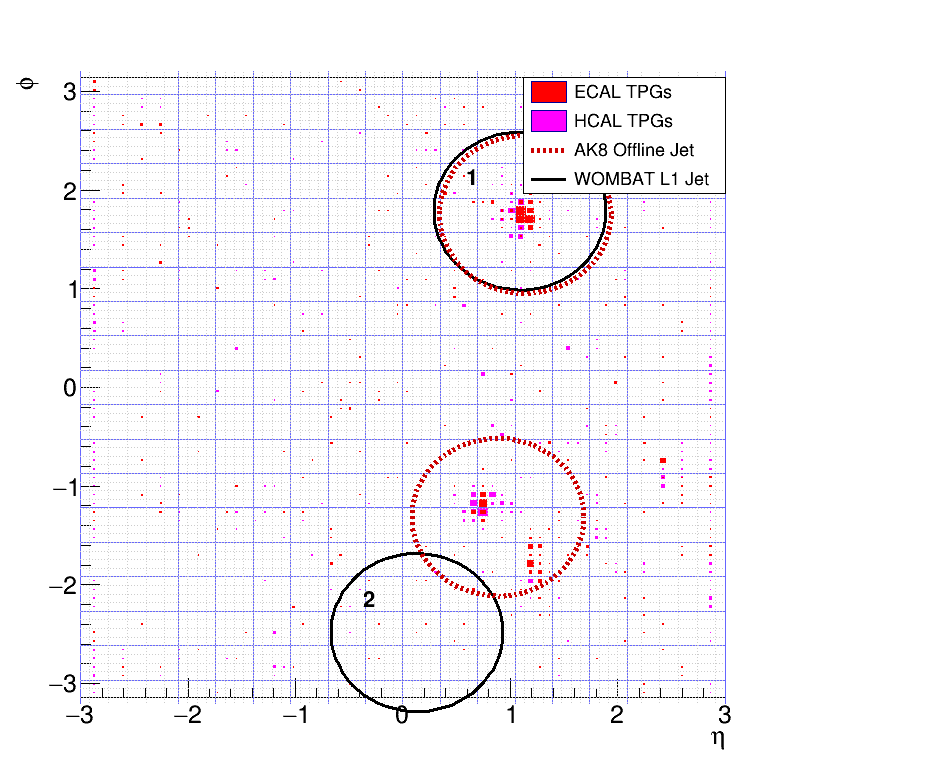 φ
3
2
1
0
−1
−2
−3
ECAL TPGs
HCAL TPGs
AK8 Offline Jet
WOMBAT L1 Jet
1
2
−3 −2 −1 0 1 2 3
η